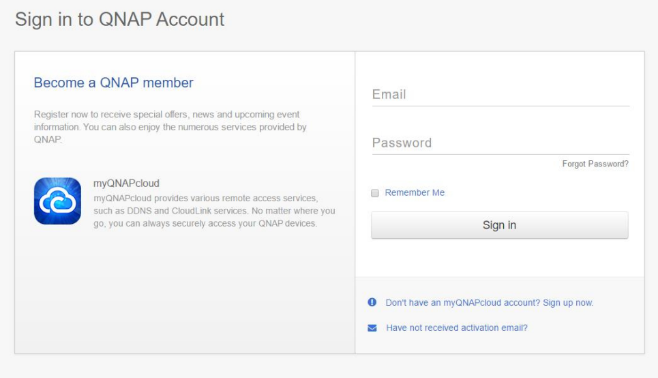 Sign in to QNAP Account
Become a QNAP member
Register now to receive special offers, news and upcoming event
information. You can also enjoy the numerous services provided by
QNAP.
myQNAPcloud
myQNAPcloud provides various remote access services,
such as DDNS and CloudLink services. No matter where you
go, you can always securely access your QNAP devices.
Email
Password
Forgot Password?
Remember Me
Sign in
Don't have an myQNAPcloud account? Sign up now.
Have not received activation email?